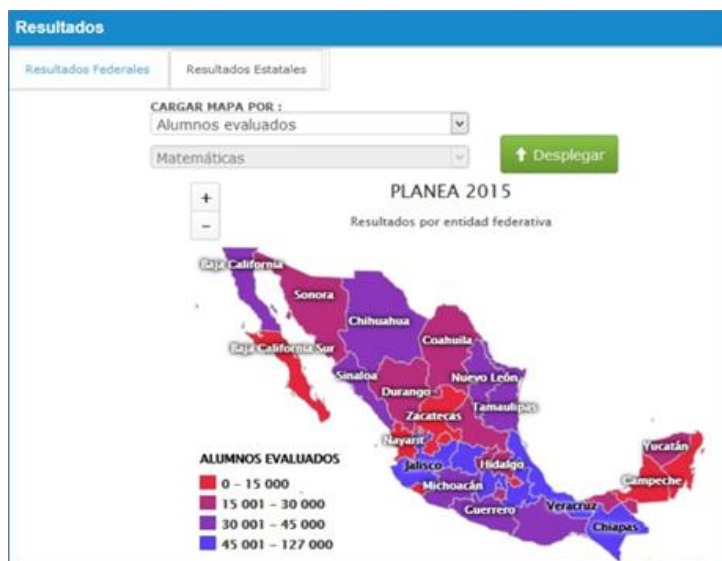 Resultados
Resultados Federales
Resultados Estatales
CARGAR MAPA POR :
Alumnos evaluados
Matemáticas
Desplegar
+
−
PLANEA 2015
Resultados por entidad federativa
Baja California
Sonora
Chihuahua
Coahuila
Baja California Sur
Sinaloa
Nuevo León
Durango
Tamaulipas
Zacatecas
Nayarit
Yucatán
Jalisco
Hidalgo
Campeche
Michoacán
Guerrero
Veracruz
Chiapas
ALUMNOS EVALUADOS
0 – 15 000
15 001 – 30 000
30 001 – 45 000
45 001 – 127 000